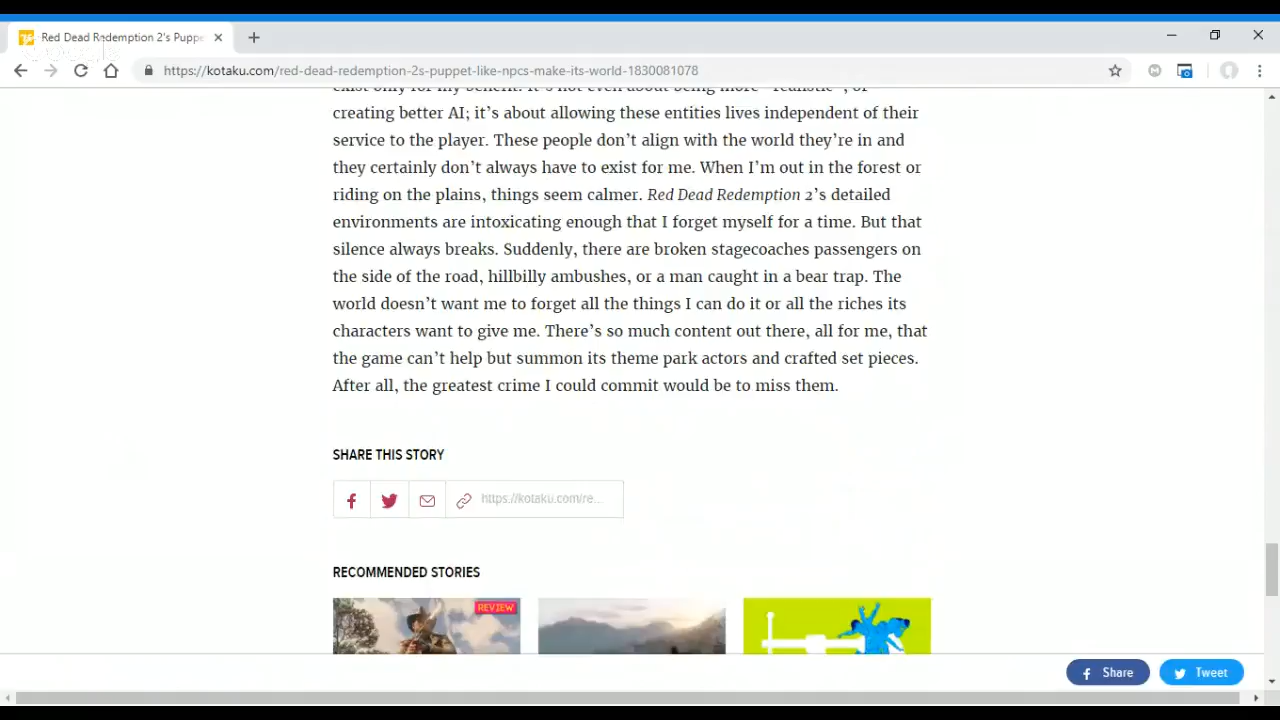 Red Dead Redemption 2's Puppe
https://kotaku.com/red-dead-redemption-2s-puppet-like-npcs-make-its-world-1830081078
exist only for my benefit. It’s not even about being more “realistic”, or
creating better AI; it’s about allowing these entities lives independent of their
service to the player. These people don’t align with the world they’re in and
they certainly don’t always have to exist for me. When I’m out in the forest or
riding on the plains, things seem calmer. Red Dead Redemption 2’s detailed
environments are intoxicating enough that I forget myself for a time. But that
silence always breaks. Suddenly, there are broken stagecoaches passengers on
the side of the road, hillbilly ambushes, or a man caught in a bear trap. The
world doesn’t want me to forget all the things I can do it or all the riches its
characters want to give me. There’s so much content out there, all for me, that
the game can’t help but summon its theme park actors and crafted set pieces.
After all, the greatest crime I could commit would be to miss them.
SHARE THIS STORY
https://kotaku.com/re...
RECOMMENDED STORIES
REVIEW
Share
Tweet